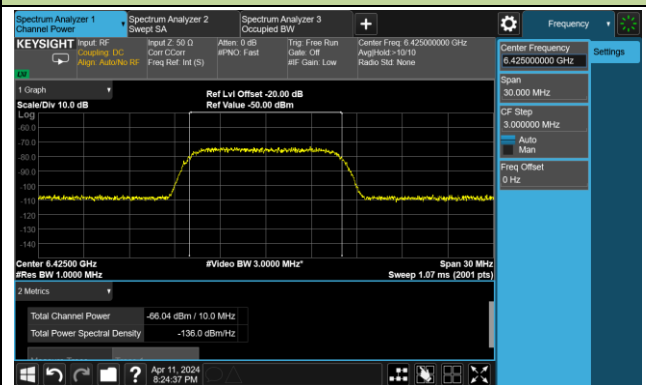 Spectrum Analyzer 1
Channel Power
Spectrum Analyzer 2
Swept SA
Spectrum Analyzer 3
Occupied BW
Frequency
KEYSIGHT
Input: RF
Coupling: DC
Align: Auto/No RF
Input Z: 50 Ω
Corr CCorr
Freq Ref: Int (S)
Atten: 0 dB
#PNO: Fast
Trig: Free Run
Gate: Off
#IF Gain: Low
Center Freq: 6.425000000 GHz
Avg|Hold:>10/10
Radio Std: None
Center Frequency
6.425000000 GHz
Settings
Span
30.000 MHz
CF Step
3.000000 MHz
Auto
Man
Freq Offset
0 Hz
1 Graph
Scale/Div 10.0 dB
Ref Lvl Offset -20.00 dB
Ref Value -50.00 dBm
Log
-60.0
-70.0
-80.0
-90.0
-100
-110
-120
-130
-140
Center 6.42500 GHz
#Video BW 3.0000 MHz*
Span 30 MHz
#Res BW 1.0000 MHz
Sweep 1.07 ms (2001 pts)
2 Metrics
Total Channel Power -66.04 dBm / 10.0 MHz
Total Power Spectral Density -136.0 dBm/Hz
Apr 11, 2024
8:24:37 PM